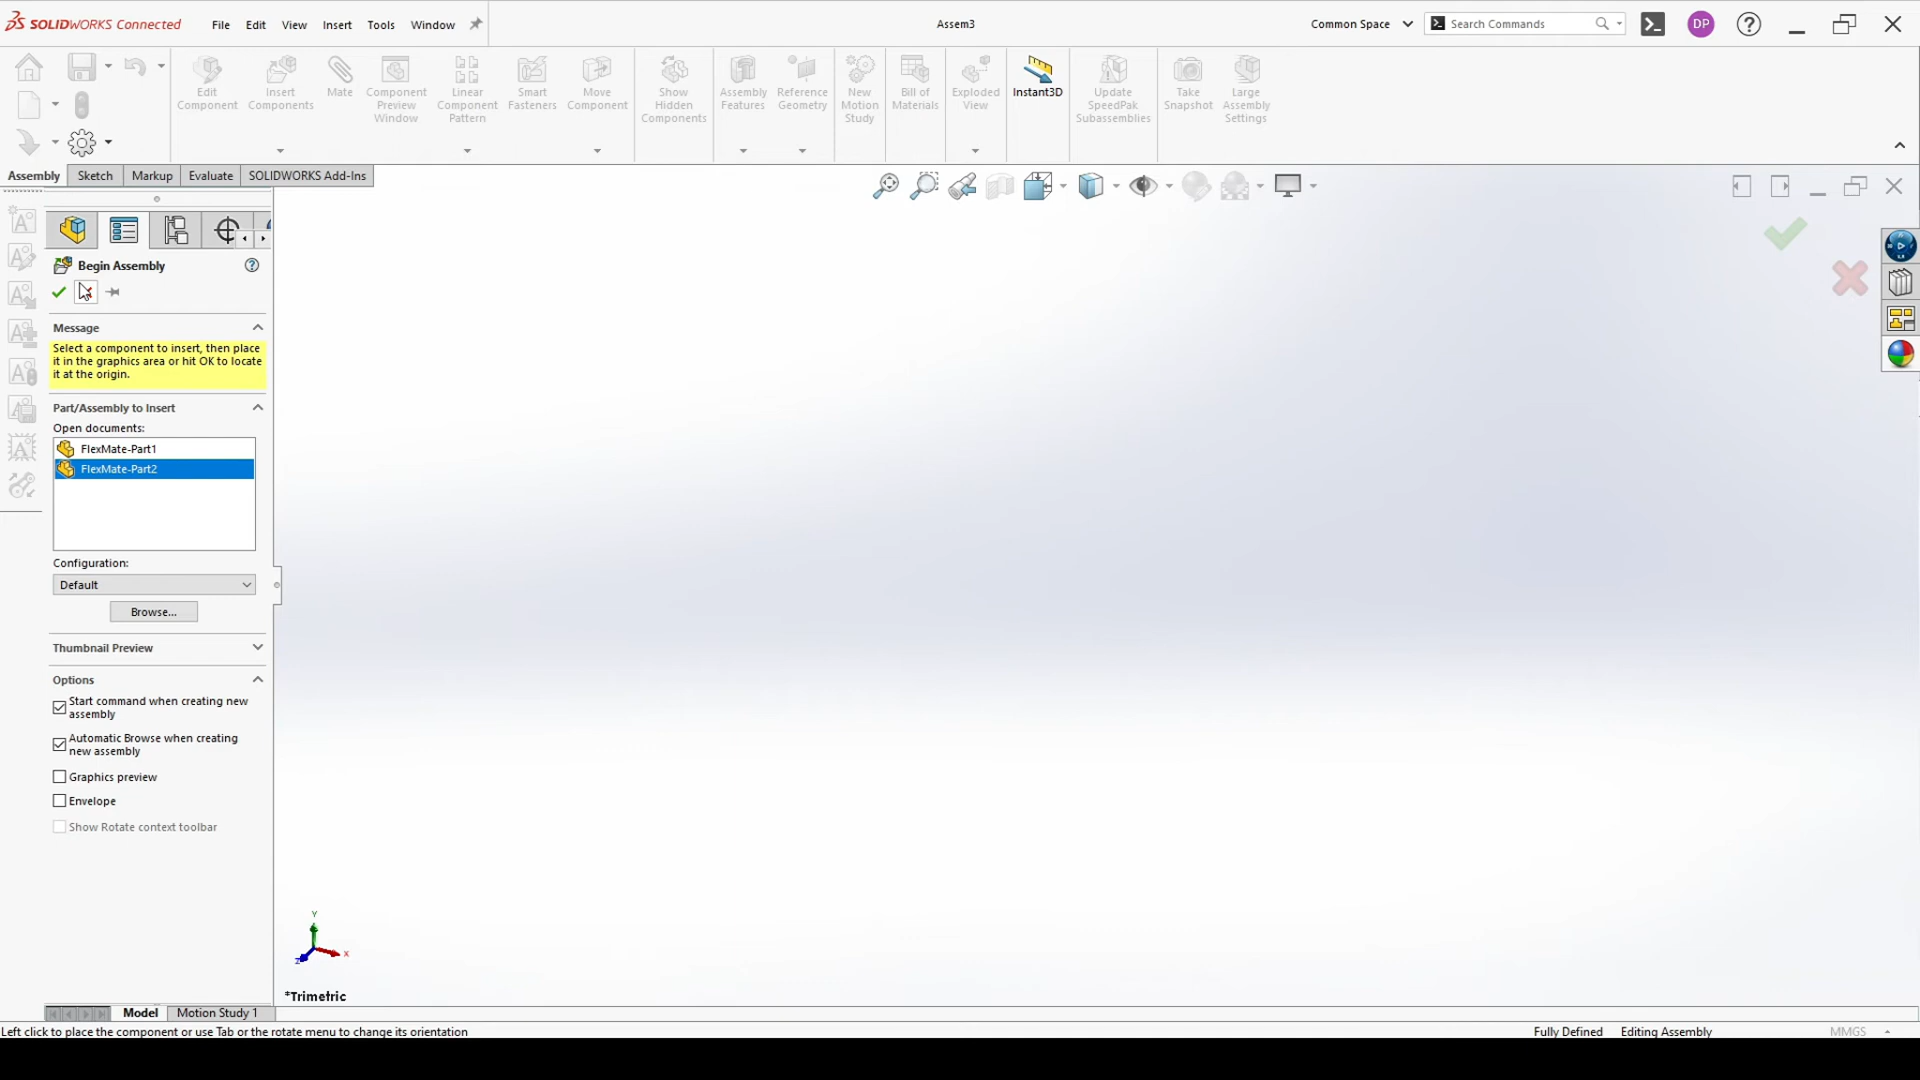 SOLIDWORKS Connected
File
Edit
View
Insert
Tools
Window
Assem3
Common Space
Search Commands
DP
Edit
Component
Insert
Components
Mate
Component
Preview
Window
Linear
Component
Pattern
Smart
Fasteners
Move
Component
Show
Hidden
Components
Assembly
Features
Reference
Geometry
New
Motion
Study
Bill of
Materials
Exploded
View
Instant3D
Update
SpeedPak
Subassemblies
Take
Snapshot
Large
Assembly
Settings
Assembly
Sketch
Markup
Evaluate
SOLIDWORKS Add-Ins
Begin Assembly
Message
Select a component to insert, then place
it in the graphics area or hit OK to locate
it at the origin.
Part/Assembly to Insert
Open documents:
FlexMate-Part1
FlexMate-Part2
Configuration:
Default
Browse...
Thumbnail Preview
Options
Start command when creating new
assembly
Automatic Browse when creating
new assembly
Graphics preview
Envelope
Show Rotate context toolbar
Y
X
Z
*Trimetric
Model
Motion Study 1
Left click to place the component or use Tab or the rotate menu to change its orientation
Fully Defined
Editing Assembly
MMGS